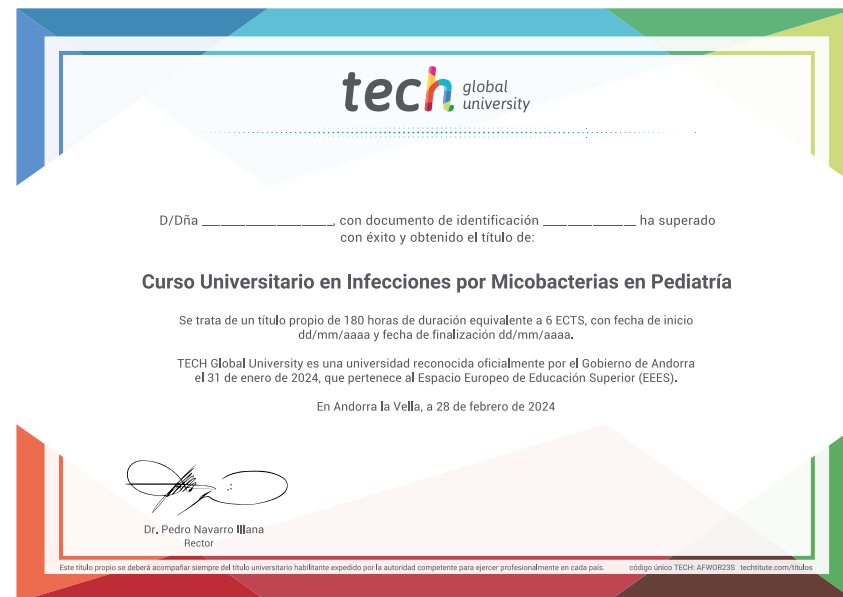 tech global university
D/Dña ____________________, con documento de identificación ______________ ha superado
con éxito y obtenido el título de:
Curso Universitario en Infecciones por Micobacterias en Pediatría
Se trata de un título propio de 180 horas de duración equivalente a 6 ECTS, con fecha de inicio
dd/mm/aaaa y fecha de finalización dd/mm/aaaa.
TECH Global University es una universidad reconocida oficialmente por el Gobierno de Andorra
el 31 de enero de 2024, que pertenece al Espacio Europeo de Educación Superior (EEES).
En Andorra la Vella, a 28 de febrero de 2024
Dr. Pedro Navarro Illana
Rector
Este título propio se deberá acompañar siempre del título universitario habilitante expedido por la autoridad competente para ejercer profesionalmente en cada país. código único TECH: AFWOR23S techtitute.com/titulos